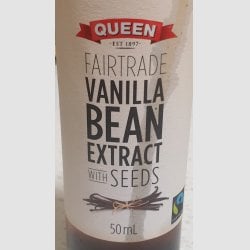 QUEEN
· EST 1897 ·
FAIRTRADE
VANILLA
BEAN
EXTRACT
WITH SEEDS
50mL